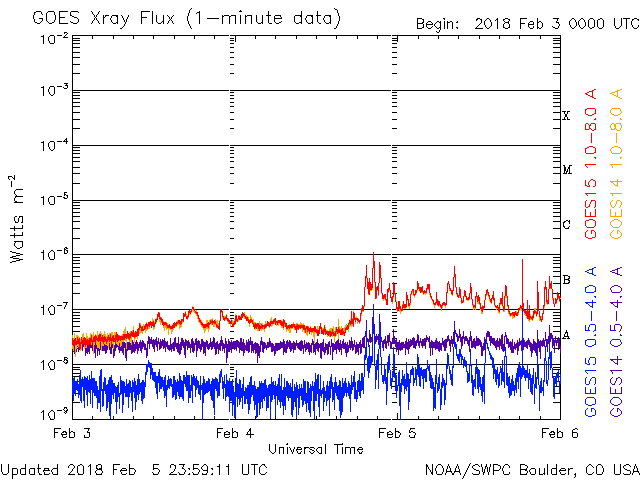 GOES Xray Flux (1-minute data)
Begin: 2018 Feb 3 0000 UTC
10-2
10-3
10-4
10-5
10-6
10-7
10-8
10-9
Watts m-2
X
M
C
B
A
GOES15 1.0-8.0 A
GOES14 1.0-8.0 A
GOES15 0.5-4.0 A
GOES14 0.5-4.0 A
Feb 3
Feb 4
Feb 5
Feb 6
Universal Time
Updated 2018 Feb 5 23:59:11 UTC
NOAA/SWPC Boulder, CO USA